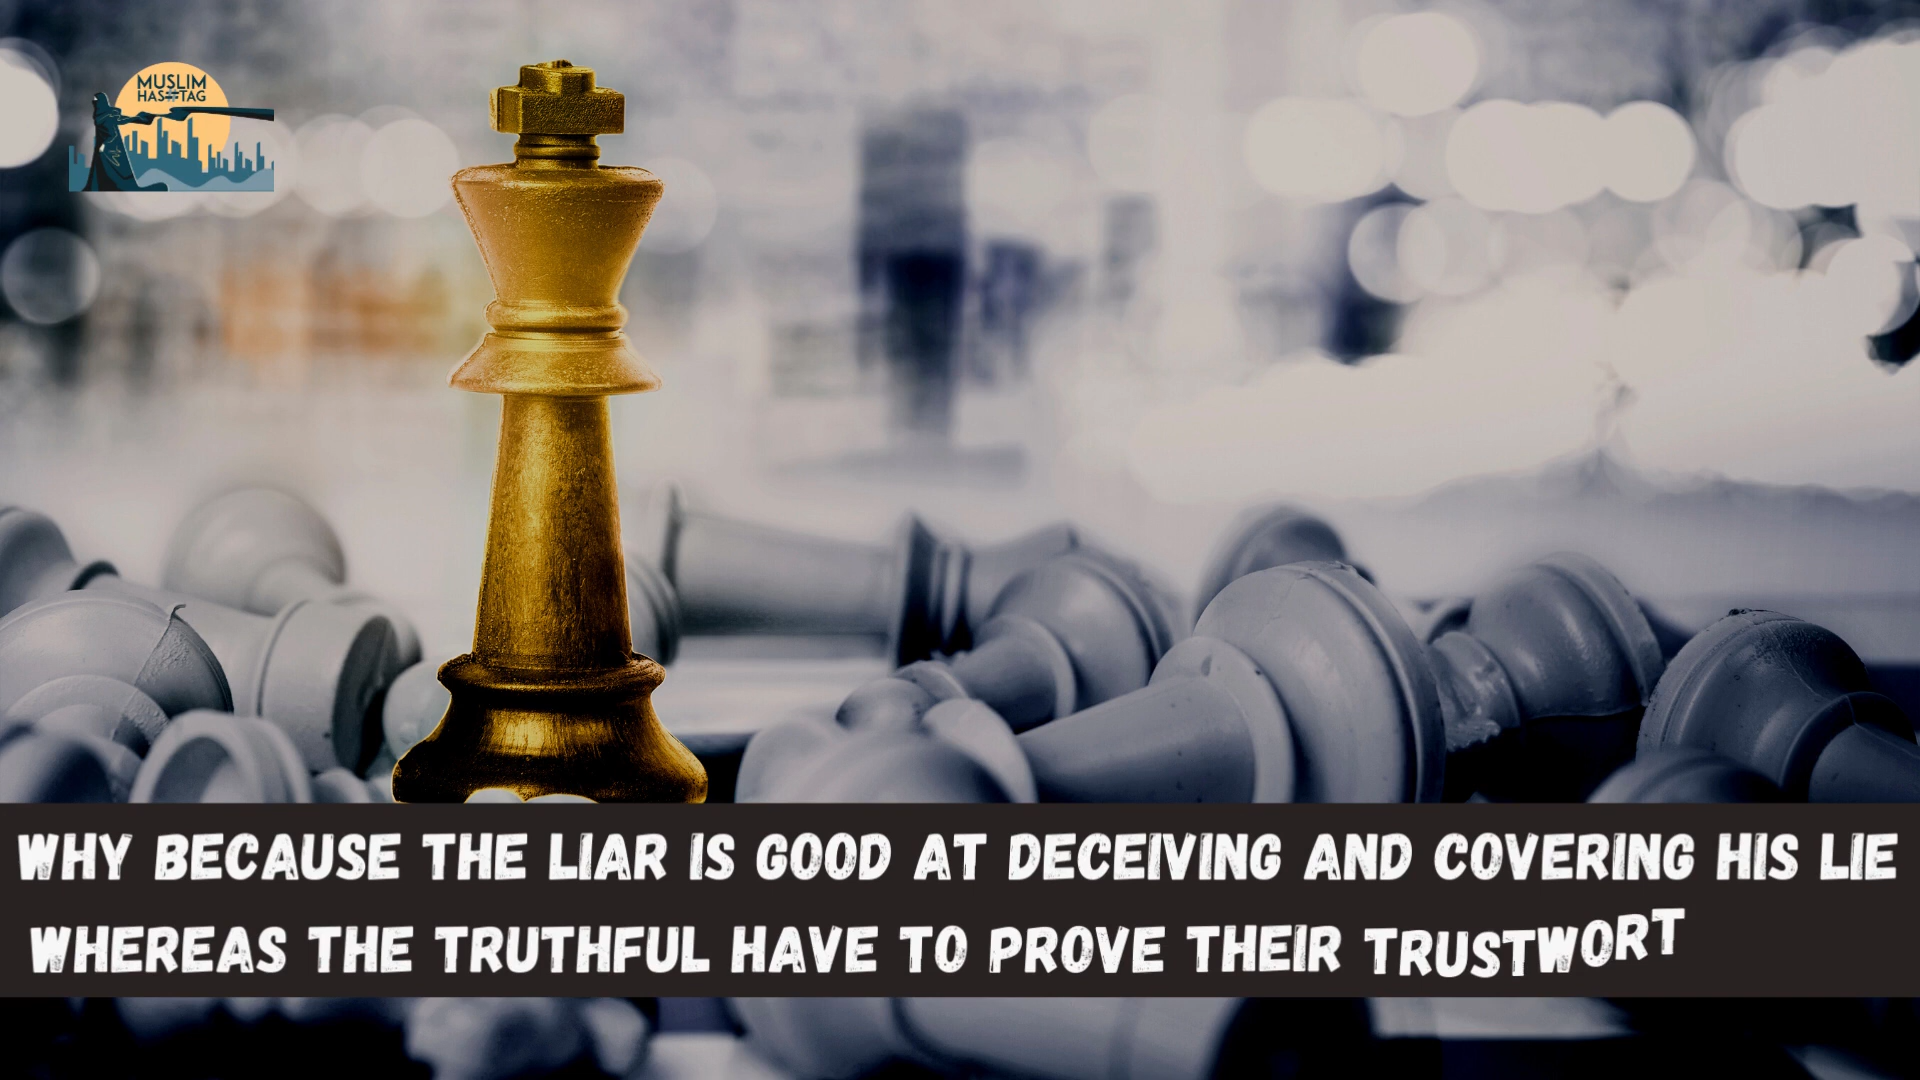 MUSLIM
HAS#TAG
WHY BECAUSE THE LIAR IS GOOD AT DECEIVING AND COVERING HIS LIE
WHEREAS THE TRUTHFUL HAVE TO PROVE THEIR TRUSTWORT